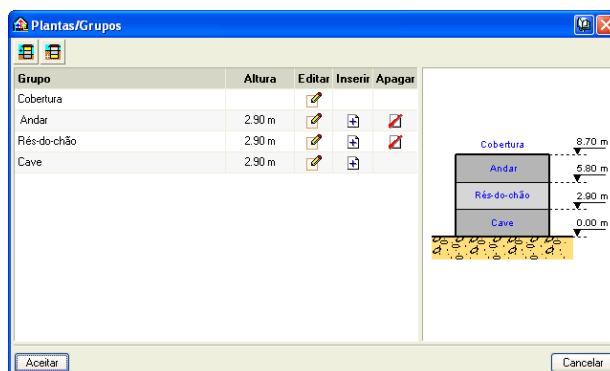 Plantas/Grupos
Grupo Altura Editar Inserir Apagar
Cobertura
Andar 2.90 m
Rés-do-chão 2.90 m
Cave 2.90 m
Cobertura 8.70 m
Andar 5.80 m
Rés-do-chão 2.90 m
Cave 0.00 m
Aceitar Cancelar